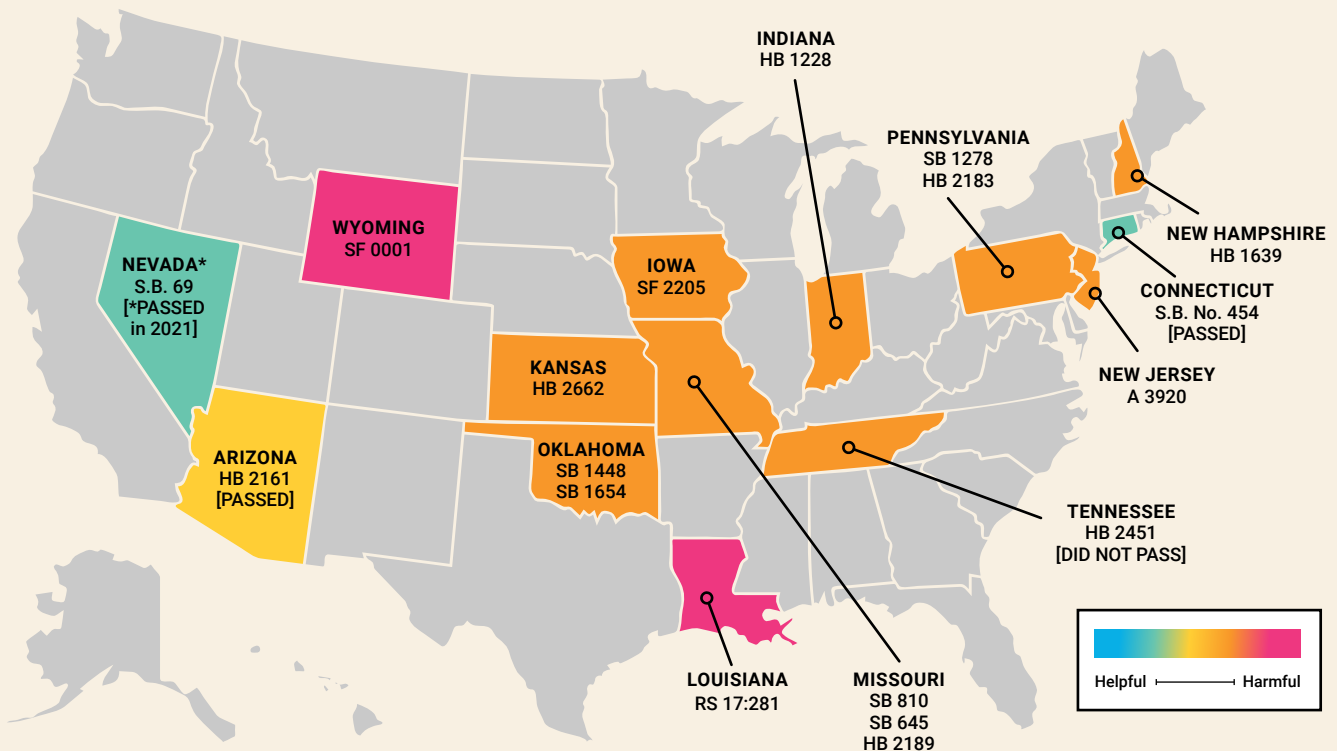 INDIANA
HB 1228
PENNSYLVANIA
SB 1278
HB 2183
WYOMING
SF 0001
NEW HAMPSHIRE
HB 1639
NEVADA*
S.B. 69
[*PASSED
in 2021]
IOWA
SF 2205
CONNECTICUT
S.B. No. 454
[PASSED]
KANSAS
HB 2662
NEW JERSEY
A 3920
ARIZONA
HB 2161
[PASSED]
OKLAHOMA
SB 1448
SB 1654
TENNESSEE
HB 2451
[DID NOT PASS]
LOUISIANA
RS 17:281
MISSOURI
SB 810
SB 645
HB 2189
Helpful Harmful